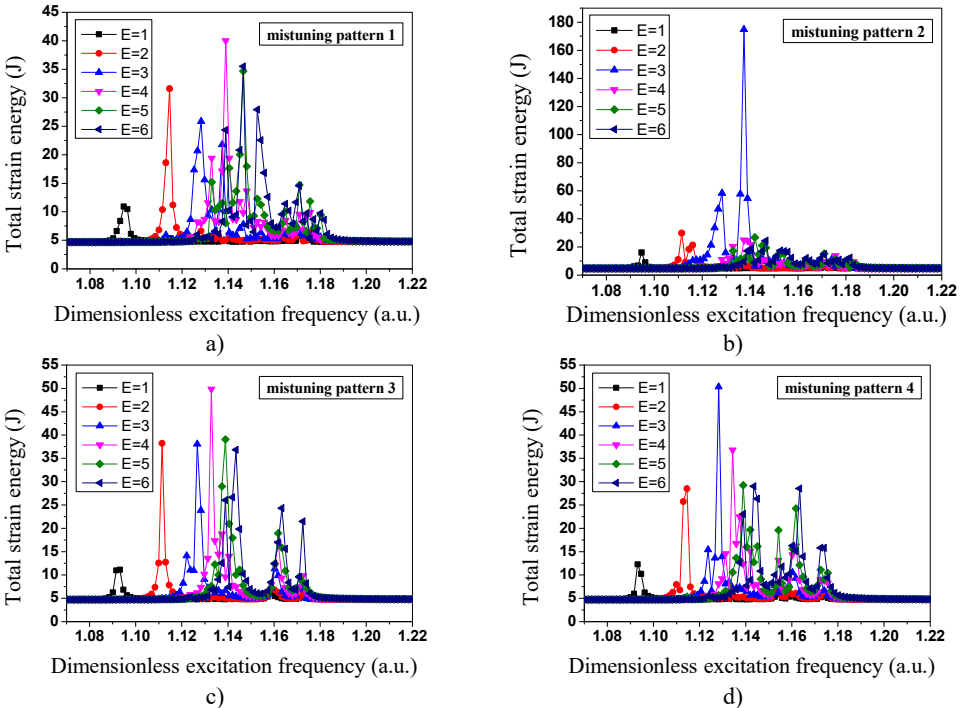 45
40
35
30
25
20
15
10
5
0
Total strain energy (J)
E=1
E=2
E=3
E=4
E=5
E=6
mistuning pattern 1
1.08 1.10 1.12 1.14 1.16 1.18 1.20 1.22
Dimensionless excitation frequency (a.u.)
a)
180
160
140
120
100
80
60
40
20
0
Total strain energy (J)
E=1
E=2
E=3
E=4
E=5
E=6
mistuning pattern 2
1.08 1.10 1.12 1.14 1.16 1.18 1.20 1.22
Dimensionless excitation frequency (a.u.)
b)
55
50
45
40
35
30
25
20
15
10
5
0
Total strain energy (J)
E=1
E=2
E=3
E=4
E=5
E=6
mistuning pattern 3
1.08 1.10 1.12 1.14 1.16 1.18 1.20 1.22
Dimensionless excitation frequency (a.u.)
c)
55
50
45
40
35
30
25
20
15
10
5
0
Total strain energy (J)
E=1
E=2
E=3
E=4
E=5
E=6
mistuning pattern 4
1.08 1.10 1.12 1.14 1.16 1.18 1.20 1.22
Dimensionless excitation frequency (a.u.)
d)